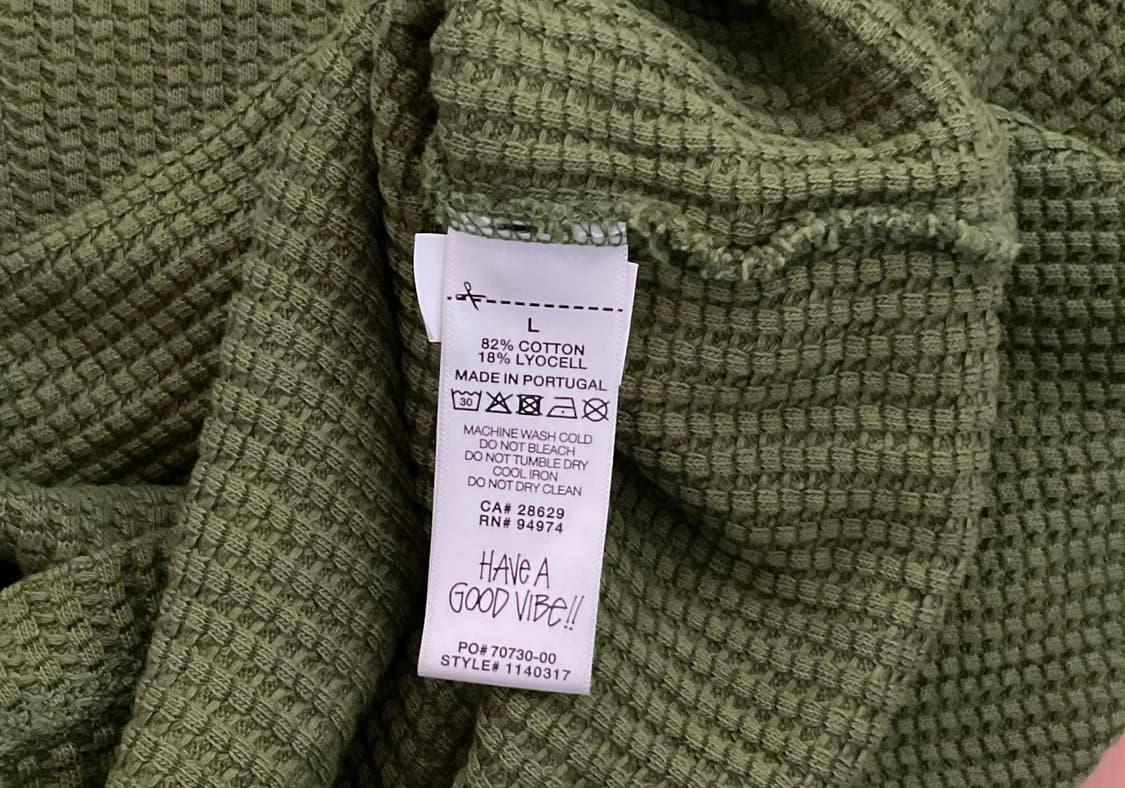 L
82% COTTON
18% LYOCELL
MADE IN PORTUGAL
30
MACHINE WASH COLD
DO NOT BLEACH
DO NOT TUMBLE DRY
COOL IRON
DO NOT DRY CLEAN
CA# 28629
RN# 94974
HAVE A
GOOD VIBE!!
PO# 70730-00
STYLE# 1140317